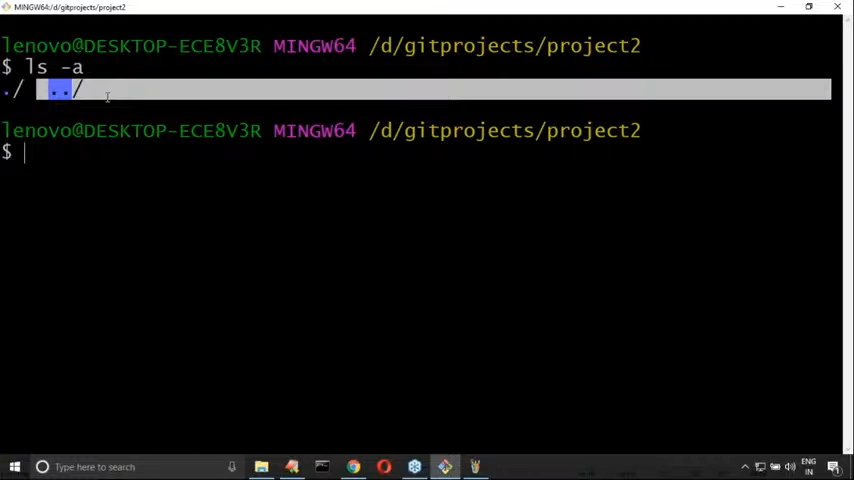 MINGW64:/d/gitprojects/project2
lenovo@DESKTOP-ECE8V3R MINGW64 /d/gitprojects/project2
$ ls -a
./ ../
lenovo@DESKTOP-ECE8V3R MINGW64 /d/gitprojects/project2
$
Type here to search
ENG
IN
1